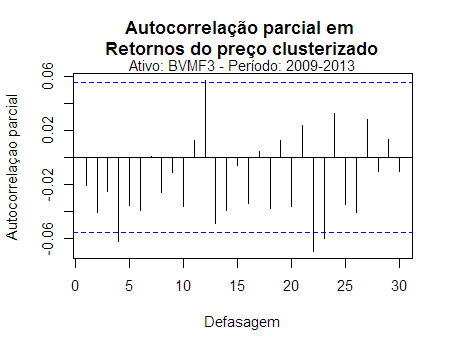 Autocorrelação parcial em
Retornos do preço clusterizado
Ativo: BVMF3 - Período: 2009-2013
Autocorrelaçao parcial
0.06
0.02
-0.02
-0.06
0 5 10 15 20 25 30
Defasagem